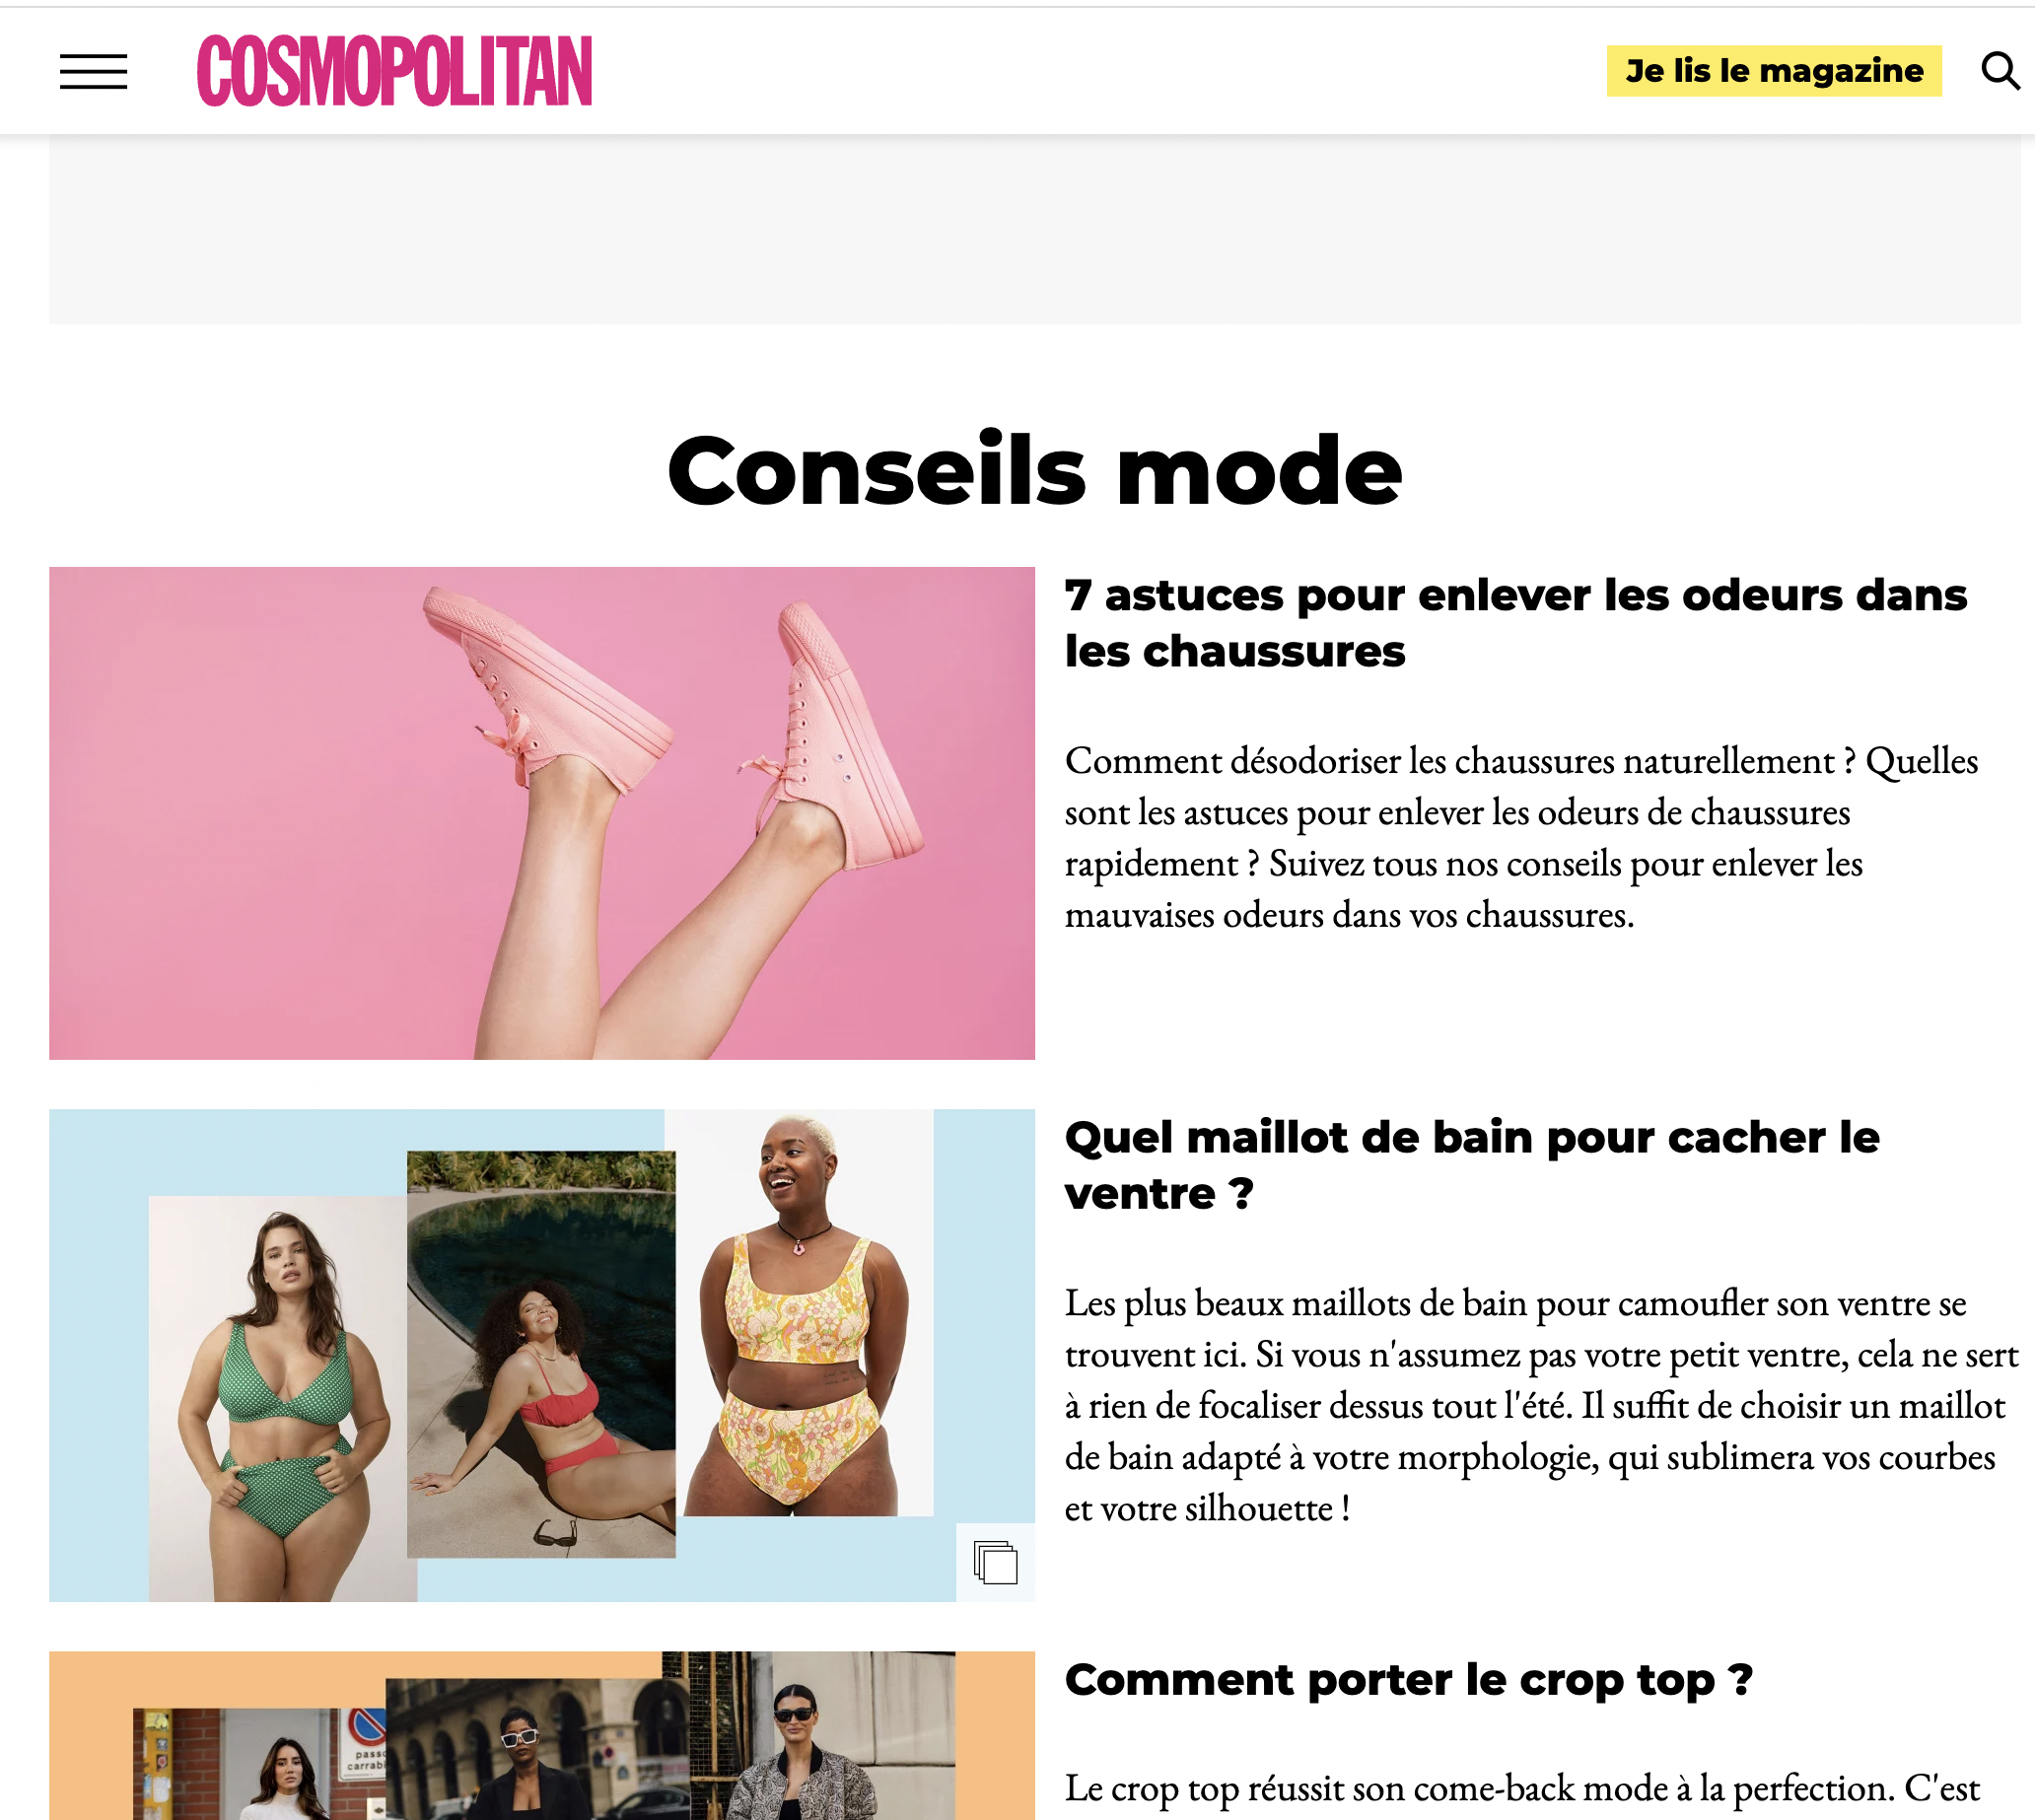 COSMOPOLITAN
Je lis le magazine
Conseils mode
7 astuces pour enlever les odeurs dans
les chaussures
Comment désodoriser les chaussures naturellement ? Quelles
sont les astuces pour enlever les odeurs de chaussures
rapidement ? Suivez tous nos conseils pour enlever les
mauvaises odeurs dans vos chaussures.
Quel maillot de bain pour cacher le
ventre ?
Les plus beaux maillots de bain pour camoufler son ventre se
trouvent ici. Si vous n'assumez pas votre petit ventre, cela ne sert
à rien de focaliser dessus tout l'été. Il suffit de choisir un maillot
de bain adapté à votre morphologie, qui sublimera vos courbes
et votre silhouette !
passo
carrabi
Comment porter le crop top ?
Le crop top réussit son come-back mode à la perfection. C'est